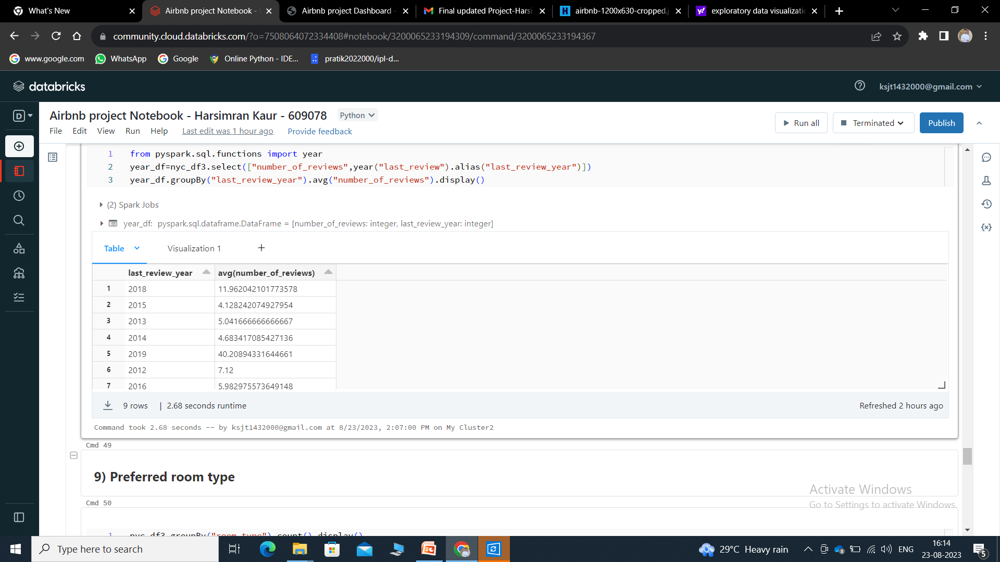 What's New
Airbnb project Notebook -
Airbnb project Dashboard
Final updated Project-Harsi
airbnb-1200x630-cropped.j
exploratory data visualizatic
community.cloud.databricks.com/?o=7508064072334408#notebook/3200065233194309/command/3200065233194367
www.google.com
WhatsApp
Google
Online Python - IDE...
pratik2022000/ipl-d...
databricks
ksjt1432000@gmail.com
D
Airbnb project Notebook - Harsimran Kaur - 609078
Python
File Edit View Run Help Last edit was 1 hour ago Provide feedback
Run all
Terminated
Publish
1 from pyspark.sql.functions import year
2 year_df=nyc_df3.select(["number_of_reviews",year("last_review").alias("last_review_year")])
3 year_df.groupBy("last_review_year").avg("number_of_reviews").display()
(2) Spark Jobs
year_df: pyspark.sql.dataframe.DataFrame = [number_of_reviews: integer, last_review_year: integer]
Table Visualization 1 +
last_review_year avg(number_of_reviews)
1 2018 11.962042101773578
2 2015 4.128242074927954
3 2013 5.041666666666667
4 2014 4.683417085427136
5 2019 40.20894331644661
6 2012 7.12
7 2016 5.982975573649148
9 rows | 2.68 seconds runtime
Refreshed 2 hours ago
Command took 2.68 seconds -- by ksjt1432000@gmail.com at 8/23/2023, 2:07:00 PM on My Cluster2
Cmd 49
9) Preferred room type
Cmd 50
1 nyc_df3.groupBy("room_type").count().display()
Activate Windows
Go to Settings to activate Windows.
Type here to search
29°C Heavy rain
ENG
16:14
23-08-2023
5